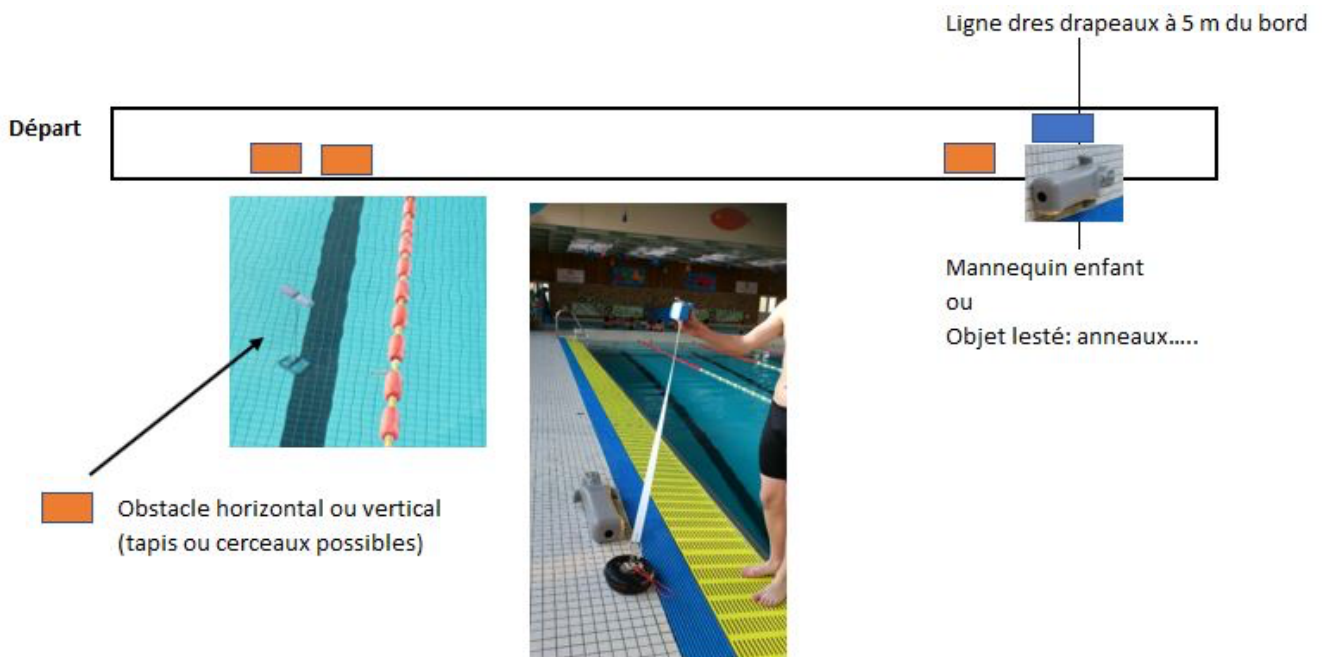 Ligne dres drapeaux à 5 m du bord
Départ
Mannequin enfant
ou
Objet lesté: anneaux.....
Obstacle horizontal ou vertical
(tapis ou cerceaux possibles)